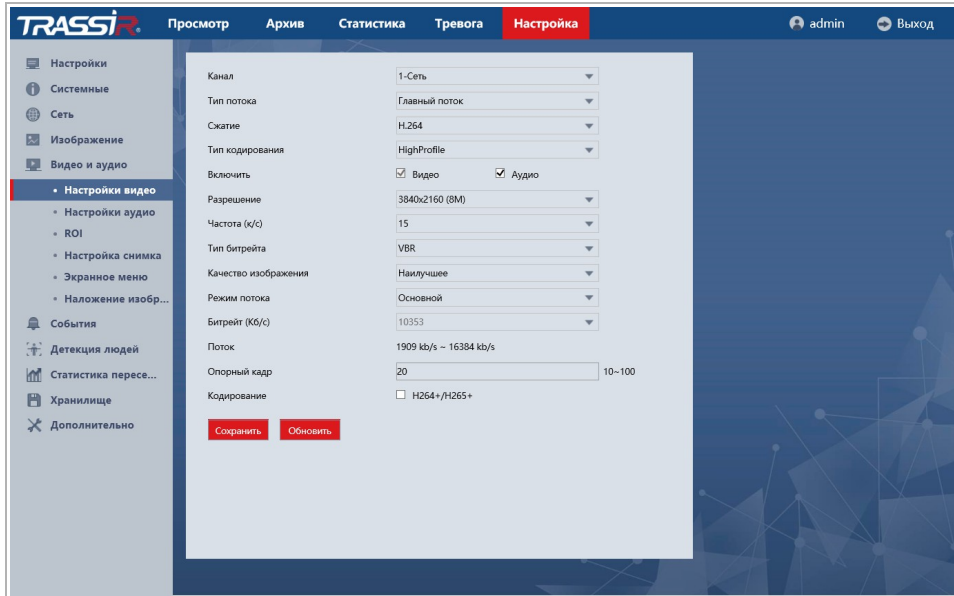 TRASSIR Просмотр Архив Статистика Тревога Настройка admin Выход
Настройки
Системные
Сеть
Изображение
Видео и аудио
Настройки видео
Настройки аудио
ROI
Настройка снимка
Экранное меню
Наложение изобр...
События
Детекция людей
Статистика пересе...
Хранилище
Дополнительно
Канал 1-Сеть
Тип потока Главный поток
Сжатие H.264
Тип кодирования HighProfile
Включить Видео Аудио
Разрешение 3840x2160 (8M)
Частота (к/с) 15
Тип битрейта VBR
Качество изображения Наилучшее
Режим потока Основной
Битрейт (Кб/с) 10353
Поток 1909 kb/s ~ 16384 kb/s
Опорный кадр 20 10~100
Кодирование H264+/H265+
Сохранить Обновить